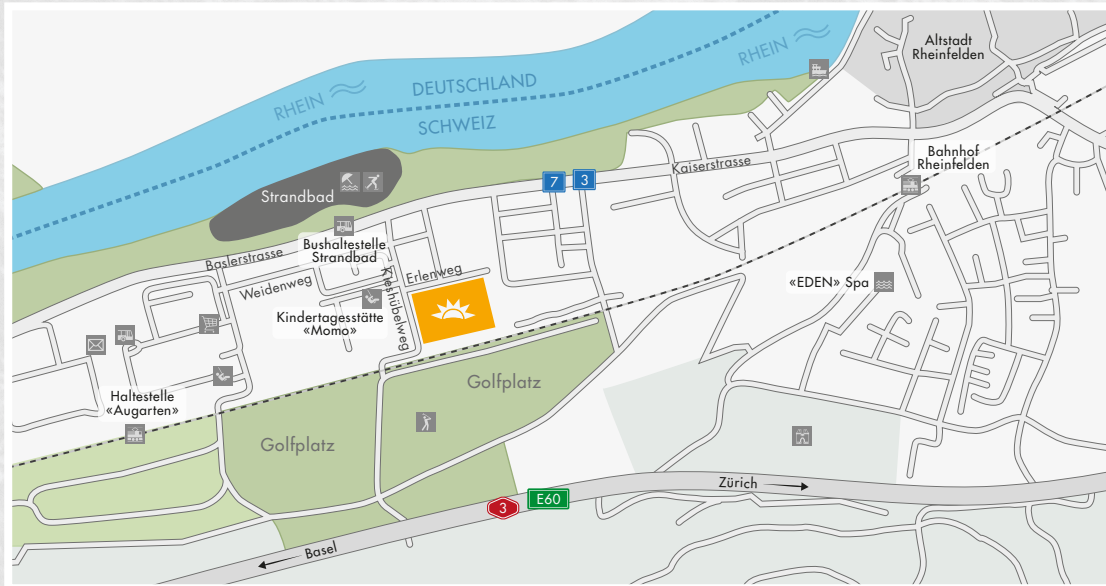 Altstadt
Rheinfelden
RHEIN
DEUTSCHLAND
RHEIN
SCHWEIZ
Bahnhof
Rheinfelden
Kaiserstrasse
7
3
Strandbad
Bushaltestelle
Strandbad
Baslerstrasse
Weidenweg
Erlenweg
Kieshübelweg
«EDEN» Spa
Kindertagesstätte
«Momo»
Haltestelle
«Augarten»
Golfplatz
Golfplatz
Zürich
E60
3
Basel